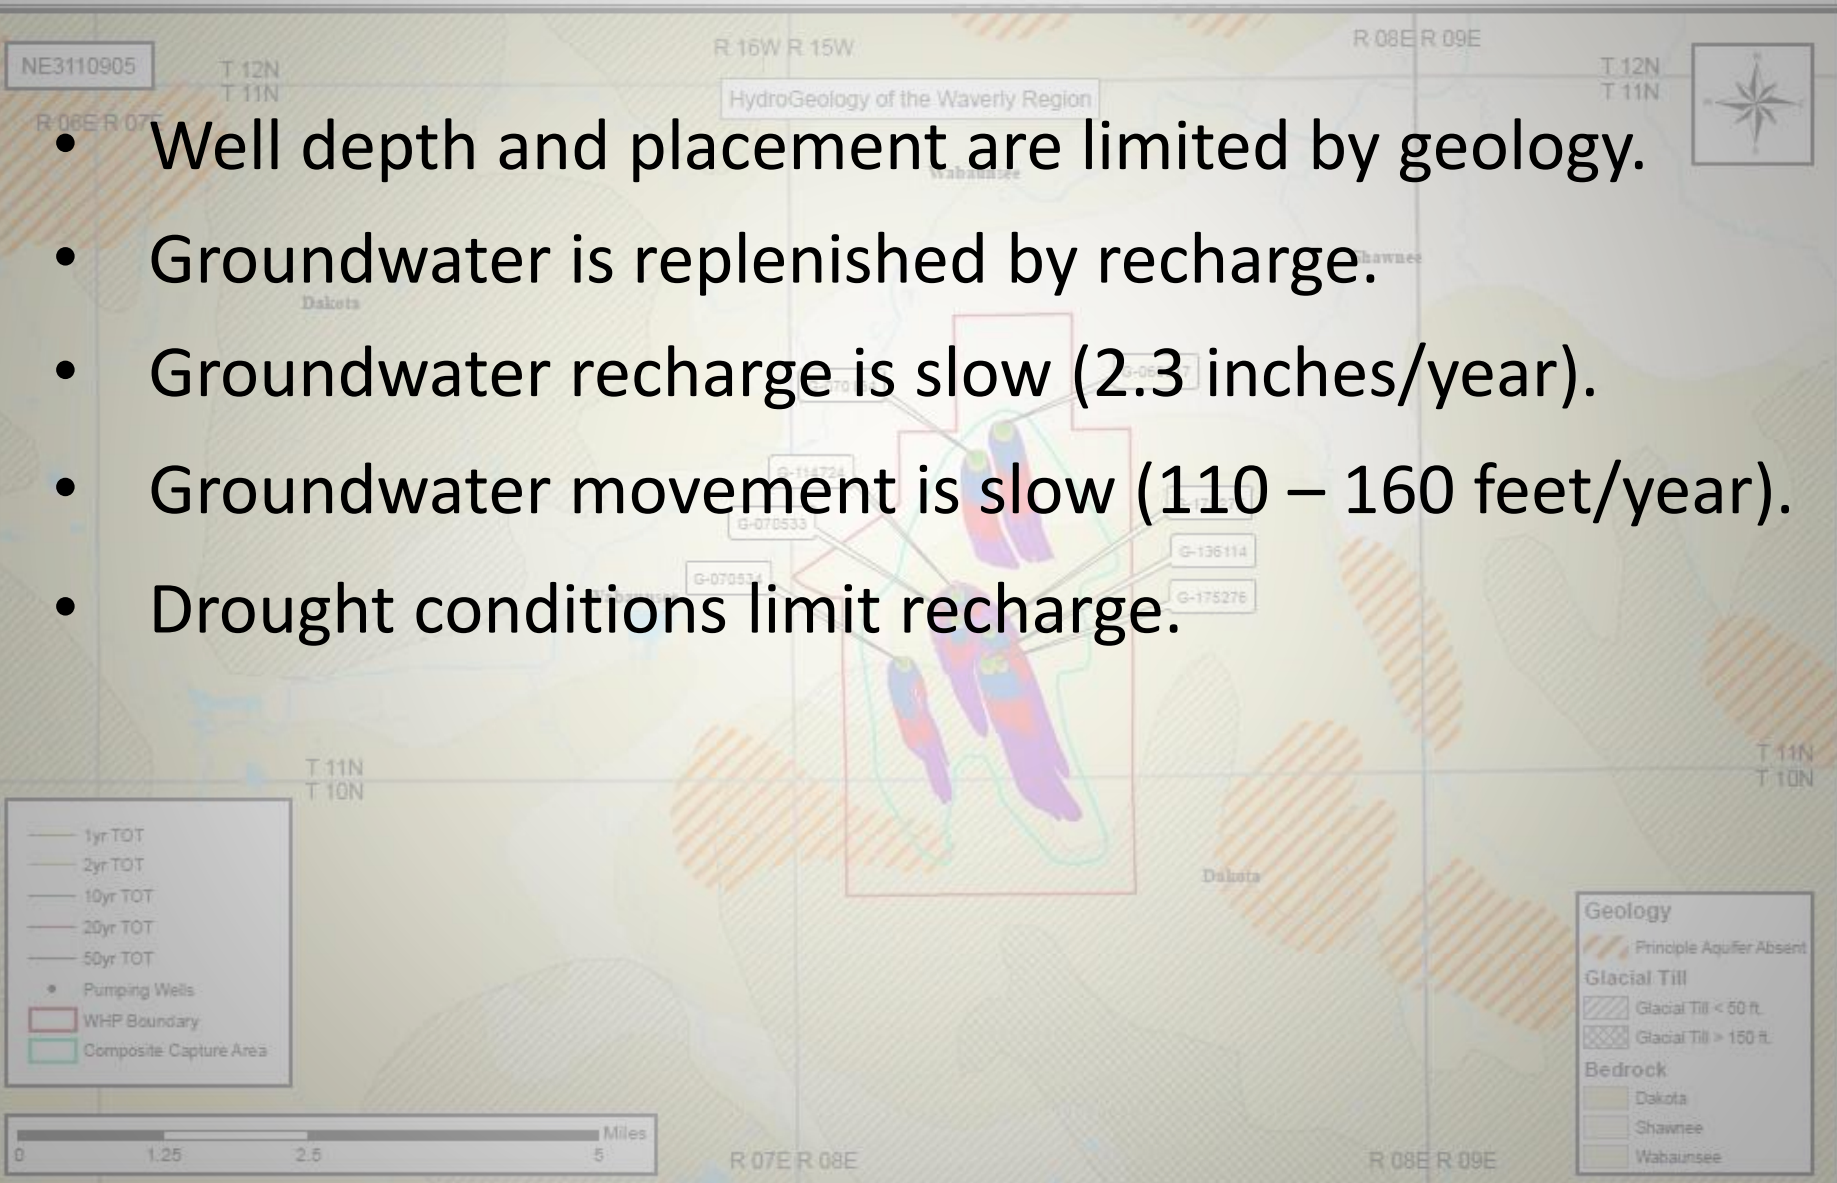 NE3110905
T 12N
T 11N
R 06E R 07E
R 16W R 15W
HydroGeology of the Waverly Region
R 08E R 09E
T 12N
T 11N
• Well depth and placement are limited by geology.
Wabaunsee
• Groundwater is replenished by recharge.
Shawnee
Dakota
• Groundwater recharge is slow (2.3 inches/year).
G-114724
• Groundwater movement is slow (110 – 160 feet/year).
G-070533
G-136114
G-070534
G-175276
• Drought conditions limit recharge.
T 11N
T 10N
T 11N
T 10N
Dakota
1yr TOT
2yr TOT
10yr TOT
20yr TOT
50yr TOT
Pumping Wells
WHP Boundary
Composite Capture Area
Geology
Principle Aquifer Absent
Glacial Till
Glacial Till < 50 ft.
Glacial Till > 150 ft.
Bedrock
Dakota
Shawnee
Wabaunsee
Miles
0 1.25 2.5 5
R 07E R 08E
R 08E R 09E